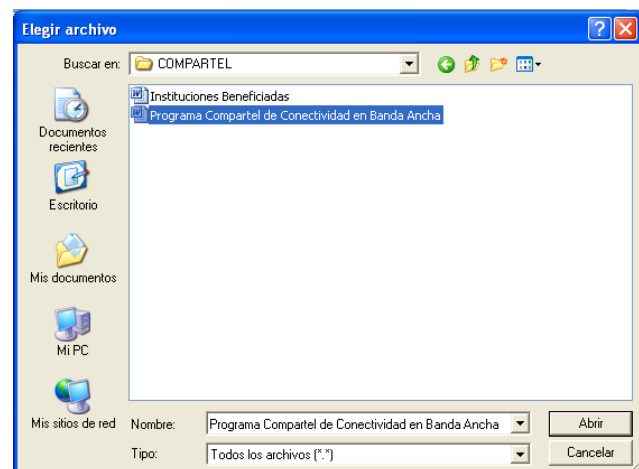 Elegir archivo
Buscar en: COMPARTEL
Instituciones Beneficiadas
Programa Compartel de Conectividad en Banda Ancha
Documentos
recientes
Escritorio
Mis documentos
Mi PC
Mis sitios de red
Nombre: Programa Compartel de Conectividad en Banda Ancha Abrir
Tipo: Todos los archivos (*.*) Cancelar